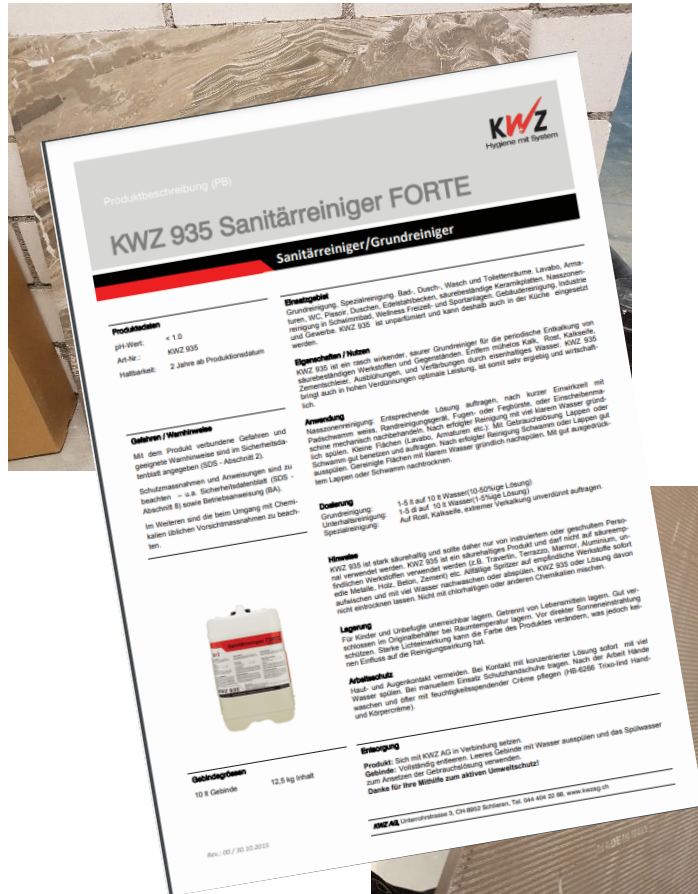 KWZ
Hygiene mit System
Produktbeschreibung (PB)
KWZ 935 Sanitärreiniger FORTE
Sanitärreiniger/Grundreiniger
Produktedaten
pH-Wert: < 1.0
Art-Nr.: KWZ 935
Haltbarkeit: 2 Jahre ab Produktionsdatum
Gefahren / Warnhinweise
Mit dem Produkt verbundene Gefahren und
geeignete Warnhinweise sind im Sicherheitsda-
tenblatt angegeben (SDS - Abschnitt 2).
Schutzmassnahmen und Anweisungen sind zu
beachten – u.a. Sicherheitsdatenblatt (SDS -
Abschnitt 8) sowie Betriebsanweisung (BA).
Im Weiteren sind die beim Umgang mit Chemi-
kalien üblichen Vorsichtmassnahmen zu beach-
ten.
Sanitärreiniger FORTE
KWZ 935
Gebindegrössen
10 lt Gebinde 12,5 kg Inhalt
Rev.: 00 / 30.10.2015
Einsatzgebiet
Grundreinigung, Spezialreinigung. Bad-, Dusch-, Wasch und Toilettenräume. Lavabo, Arma-
turen, WC, Pissoir, Duschen, Edelstahlbecken, säurebeständige Keramikplatten. Nasszonen-
reinigung in Schwimmbad, Wellness Freizeit- und Sportanlagen. Gebäudereinigung, Industrie
und Gewerbe. KWZ 935 ist unparfümiert und kann deshalb auch in der Küche eingesetzt
werden.
Eigenschaften / Nutzen
KWZ 935 ist ein rasch wirkender, saurer Grundreiniger für die periodische Entkalkung von
säurebeständigen Werkstoffen und Gegenständen. Entfern mühelos Kalk, Rost, Kalkseife,
Zementschleier, Ausblühungen, und Verfärbungen durch eisenhaltiges Wasser. KWZ 935
bringt auch in hohen Verdünnungen optimale Leistung, ist somit sehr ergiebig und wirtschaft-
lich.
Anwendung
Nasszonenreinigung: Entsprechende Lösung auftragen, nach kurzer Einwirkzeit mit
Padschwamm weiss, Randreinigungsgerät, Fugen- oder Fegbürste, oder Einscheibenma-
schine mechanisch nachbehandeln. Nach erfolgter Reinigung mit viel klarem Wasser gründ-
lich spülen. Kleine Flächen (Lavabo, Armaturen etc.): Mit Gebrauchslösung Lappen oder
Schwamm gut benetzen und auftragen. Nach erfolgter Reinigung Schwamm oder Lappen gut
ausspülen. Gereinigte Flächen mit klarem Wasser gründlich nachspülen. Mit gut ausgedrück-
tem Lappen oder Schwamm nachtrocknen.
Dosierung
Grundreinigung: 1-5 lt auf 10 lt Wasser(10-50%ige Lösung)
Unterhaltsreinigung: 1-5 dl auf 10 lt Wasser(1-5%ige Lösung)
Spezialreinigung: Auf Rost, Kalkseife, extremer Verkalkung unverdünnt auftragen.
Hinweise
KWZ 935 ist stark säurehaltig und sollte daher nur von instruiertem oder geschultem Perso-
nal verwendet werden. KWZ 935 ist ein säurehaltiges Produkt und darf nicht auf säureemp-
findlichen Werkstoffen verwendet werden (z.B. Travertin, Terrazzo, Marmor, Aluminium, un-
edle Metalle, Holz, Beton, Zement) etc. Allfällige Spritzer auf empfindliche Werkstoffe sofort
aufwischen und mit viel Wasser nachwaschen oder abspülen. KWZ 935 oder Lösung davon
nicht eintrocknen lassen. Nicht mit chlorhaltigen oder anderen Chemikalien mischen.
Lagerung
Für Kinder und Unbefugte unerreichbar lagern. Getrennt von Lebensmitteln lagern. Gut ver-
schlossen im Originalbehälter bei Raumtemperatur lagern. Vor direkter Sonneneinstrahlung
schützen. Starke Lichteinwirkung kann die Farbe des Produktes verändern, was jedoch kei-
nen Einfluss auf die Reinigungswirkung hat.
Arbeitsschutz
Haut- und Augenkontakt vermeiden. Bei Kontakt mit konzentrierter Lösung sofort mit viel
Wasser spülen. Bei manuellem Einsatz Schutzhandschuhe tragen. Nach der Arbeit Hände
waschen und öfter mit feuchtigkeitsspendender Crème pflegen (HB-6266 Trixo-lind Hand-
und Körpercrème).
Entsorgung
Produkt: Sich mit KWZ AG in Verbindung setzen.
Gebinde: Vollständig entleeren. Leeres Gebinde mit Wasser ausspülen und das Spülwasser
zum Ansetzen der Gebrauchslösung verwenden.
Danke für Ihre Mithilfe zum aktiven Umweltschutz!
KWZ AG, Unterrohrstrasse 3, CH-8952 Schlieren, Tel. 044 404 22 88, www.kwzag.ch
MADE IN ITALY